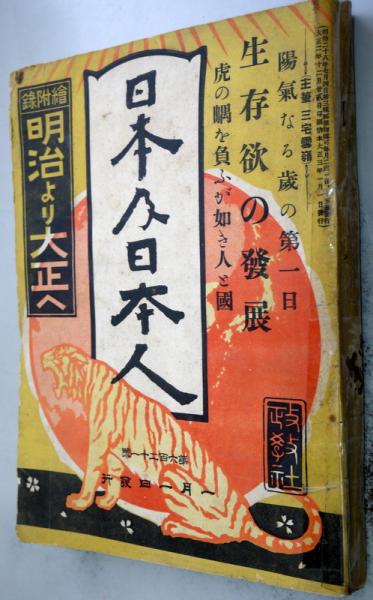 主筆 三宅雪嶺
陽氣なる歲の第一日
生存欲の發展
虎の嵎を負ふが如き人と國
日本及日本人
繪附錄
明治より大正へ
政教社
第六百二十一號
一月一日發行